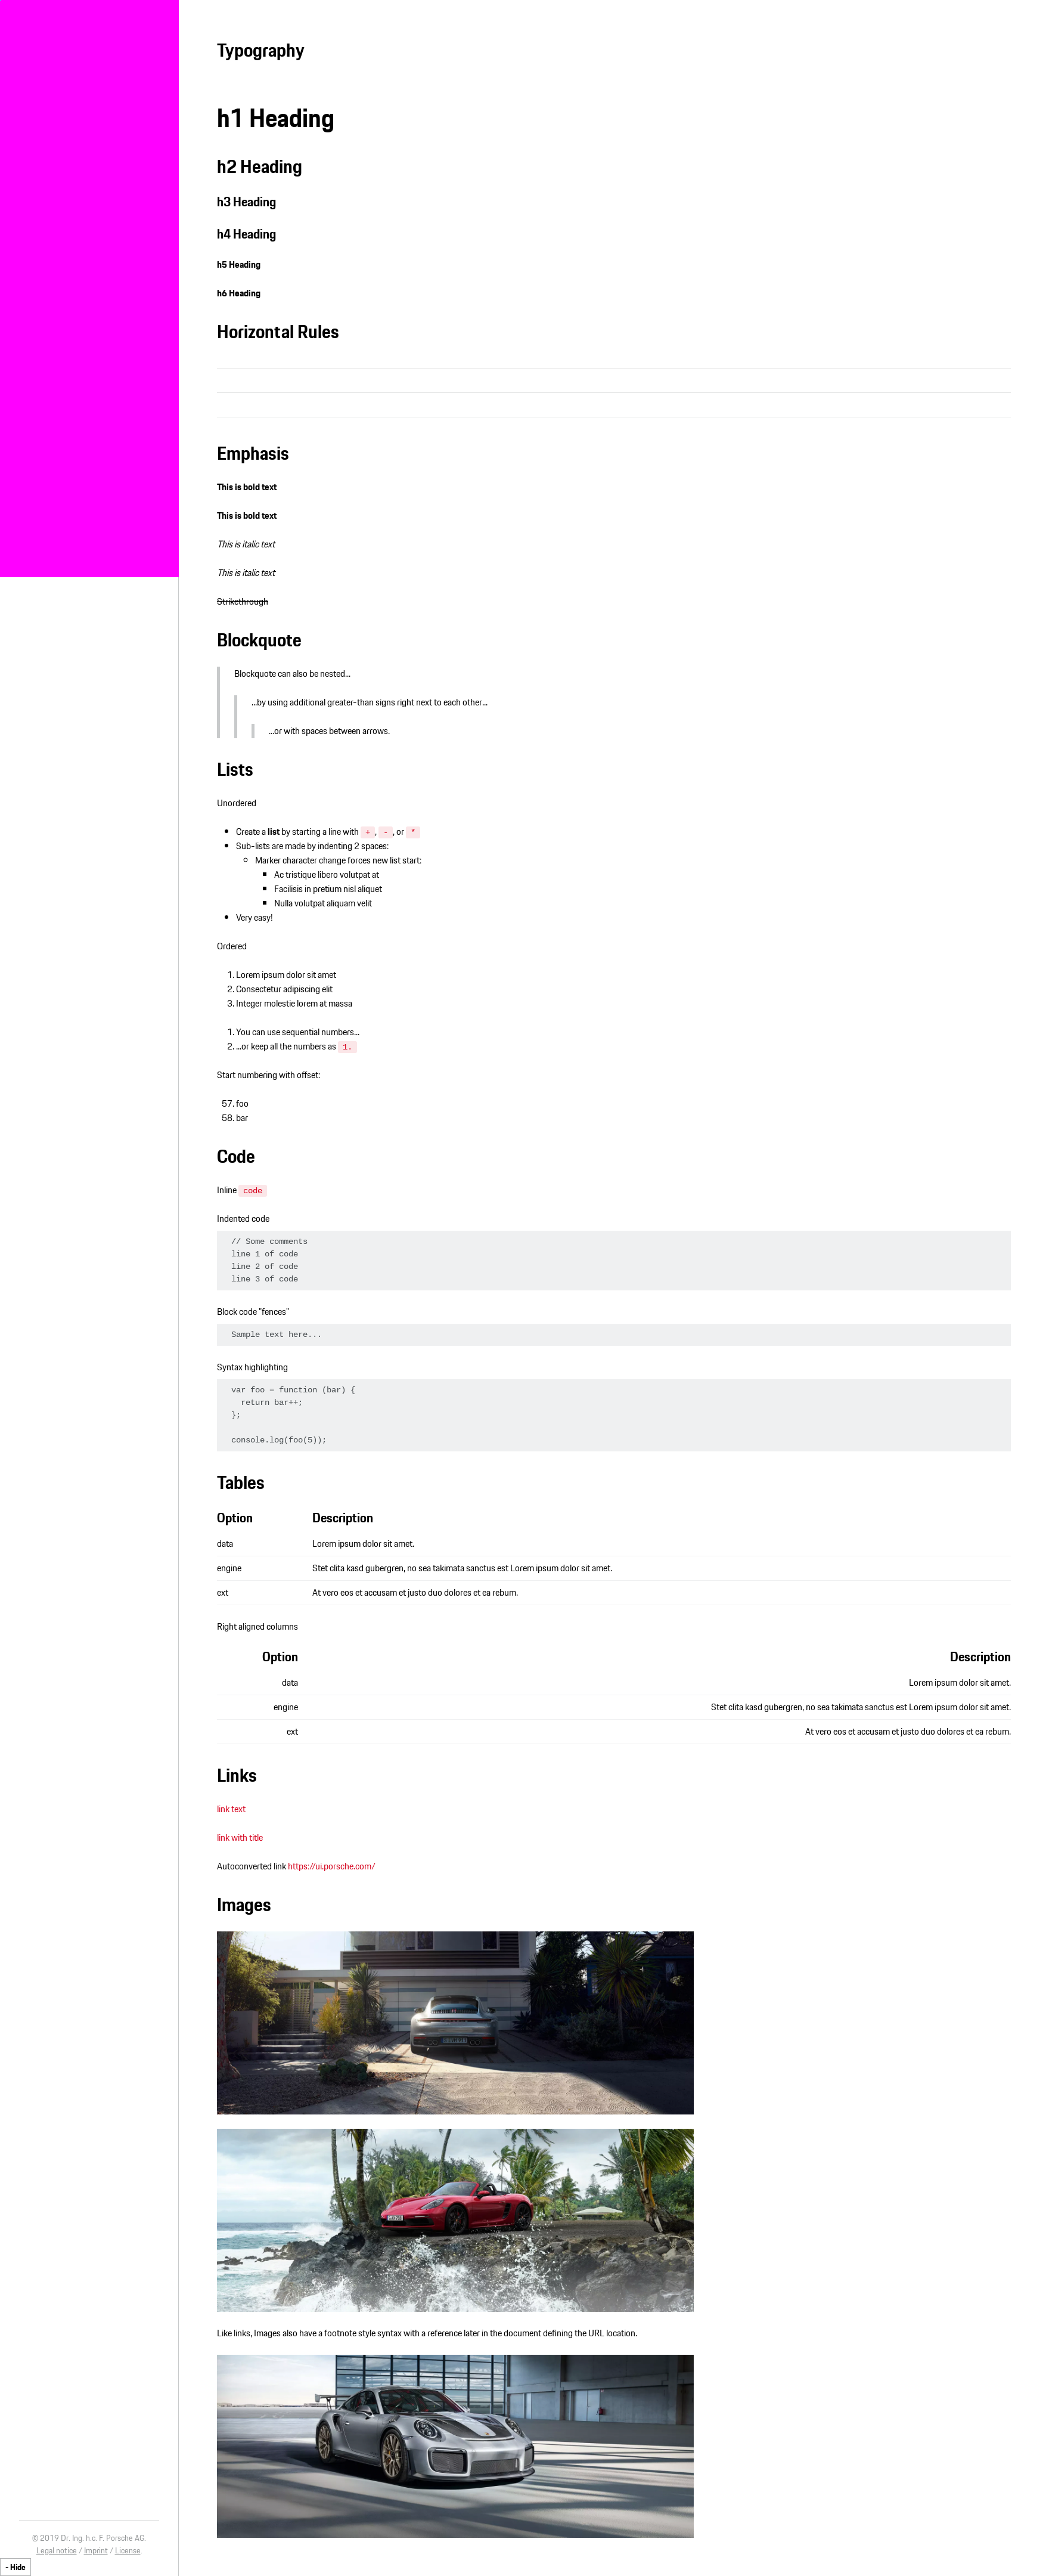 Typography
h1 Heading
h2 Heading
h3 Heading
h4 Heading
h5 Heading
h6 Heading
Horizontal Rules
Emphasis
This is bold text
This is bold text
This is italic text
This is italic text
Strikethrough
Blockquote
Blockquote can also be nested...
...by using additional greater-than signs right next to each other...
...or with spaces between arrows.
Lists
Unordered
Create a list by starting a line with +, -, or *
Sub-lists are made by indenting 2 spaces:
Marker character change forces new list start:
Ac tristique libero volutpat at
Facilisis in pretium nisl aliquet
Nulla volutpat aliquam velit
Very easy!
Ordered
1. Lorem ipsum dolor sit amet
2. Consectetur adipiscing elit
3. Integer molestie lorem at massa
1. You can use sequential numbers...
2. ...or keep all the numbers as 1.
Start numbering with offset:
57. foo
58. bar
Code
Inline code
Indented code
// Some comments
line 1 of code
line 2 of code
line 3 of code
Block code "fences"
Sample text here...
Syntax highlighting
var foo = function (bar) {
  return bar++;
};
console.log(foo(5));
Tables
Option Description
data Lorem ipsum dolor sit amet.
engine Stet clita kasd gubergren, no sea takimata sanctus est Lorem ipsum dolor sit amet.
ext At vero eos et accusam et justo duo dolores et ea rebum.
Right aligned columns
Option Description
data Lorem ipsum dolor sit amet.
engine Stet clita kasd gubergren, no sea takimata sanctus est Lorem ipsum dolor sit amet.
ext At vero eos et accusam et justo duo dolores et ea rebum.
Links
link text
link with title
Autoconverted link https://ui.porsche.com/
Images
Like links, Images also have a footnote style syntax with a reference later in the document defining the URL location.
© 2019 Dr. Ing. h.c. F. Porsche AG.
Legal notice / Imprint / License.
- Hide